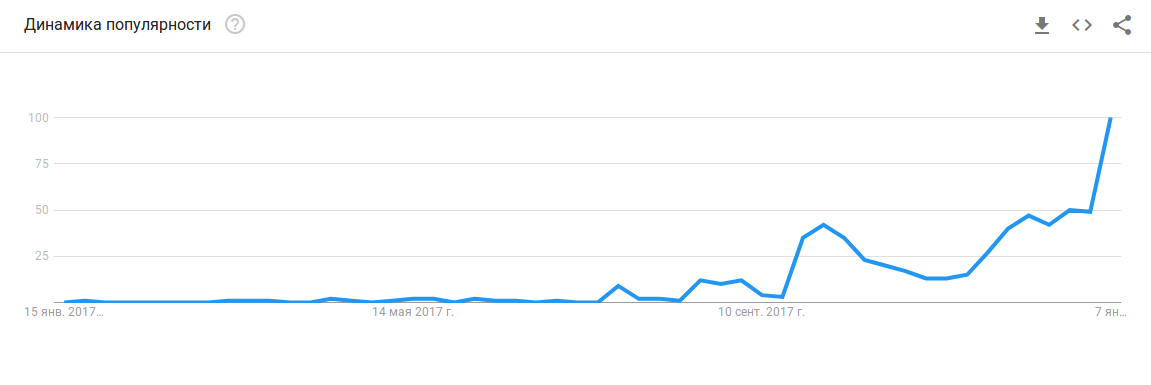 Динамика популярности ?
100
75
50
25
15 янв. 2017…
14 мая 2017 г.
10 сент. 2017 г.
7 ян…